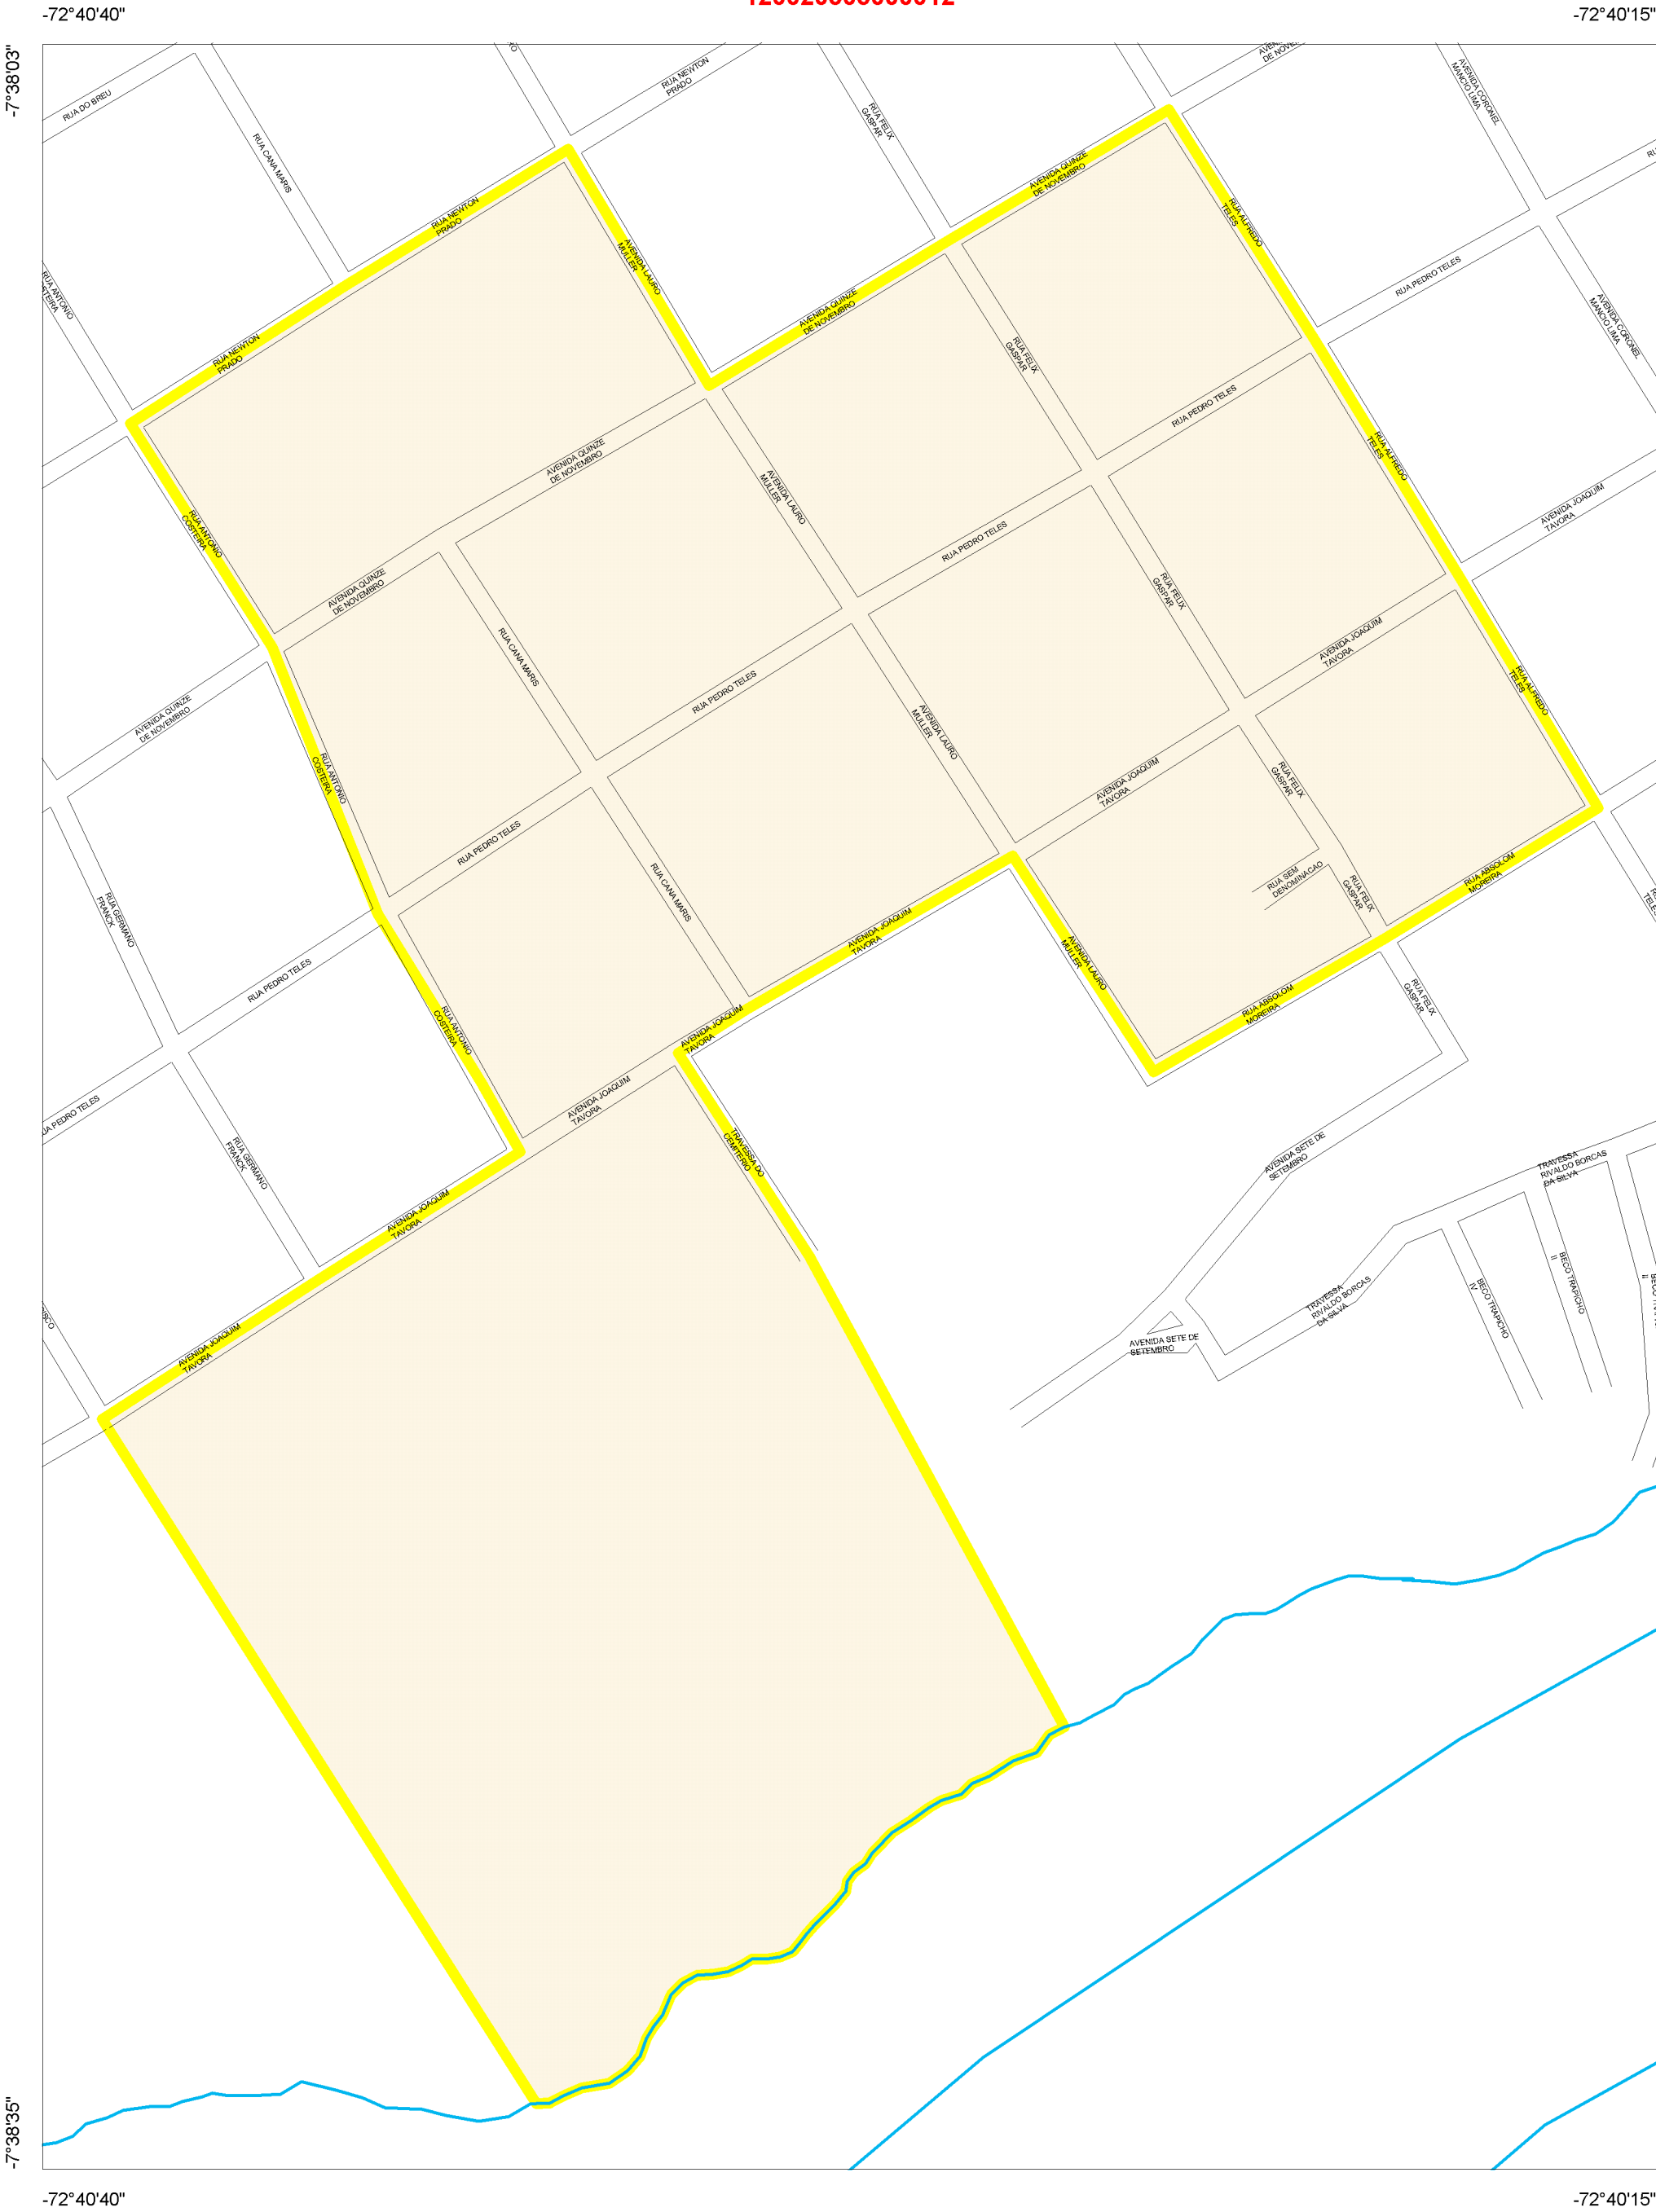 -72°40'40"
-72°40'15"
-7°38'03"
RUA DO BREU
RUA CANA MARIS
RUA NEWTON
PRADO
RUA FELIX
GASPAR
DE NOVEMBRO
AVENIDA CORONEL
MANCIO LIMA
RUA NEWTON
PRADO
AVENIDA LAURO
MULLER
AVENIDA QUINZE
DE NOVEMBRO
RUA ALFREDO
TELES
RUA PEDRO TELES
RUA ANTONIO
COSTEIRA
RUA NEWTON
PRADO
AVENIDA QUINZE
DE NOVEMBRO
RUA FELIX
GASPAR
AVENIDA CORONEL
MANCIO LIMA
RUA PEDRO TELES
AVENIDA QUINZE
DE NOVEMBRO
AVENIDA LAURO
MULLER
RUA ALFREDO
TELES
AVENIDA JOAQUIM
TAVORA
RUA ANTONIO
COSTEIRA
RUA PEDRO TELES
AVENIDA QUINZE
DE NOVEMBRO
RUA FELIX
GASPAR
RUA CANA MARIS
AVENIDA JOAQUIM
TAVORA
RUA PEDRO TELES
RUA ALFREDO
TELES
AVENIDA QUINZE
DE NOVEMBRO
AVENIDA LAURO
MULLER
RUA ANTONIO
COSTEIRA
AVENIDA JOAQUIM
TAVORA
RUA FELIX
GASPAR
RUA PEDRO TELES
RUA CANA MARIS
RUA SEM
DENOMINACAO
RUA FELIX
GASPAR
RUA ABSOLOM
MOREIRA
RUA GERMANO
FRANCK
AVENIDA JOAQUIM
TAVORA
RUA PEDRO TELES
AVENIDA LAURO
MULLER
RUA ABSOLOM
MOREIRA
RUA FELIX
GASPAR
RUA ANTONIO
COSTEIRA
AVENIDA JOAQUIM
TAVORA
AVENIDA JOAQUIM
TAVORA
UA PEDRO TELES
RUA GERMANO
FRANCK
TRAVESSA DO
CEMITERIO
AVENIDA SETE DE
SETEMBRO
TRAVESSA
RIVALDO BORCAS
DA SILVA
AVENIDA JOAQUIM
TAVORA
BECO TRAPICHO
II
BECO TRAPICHO
IV
TRAVESSA
RIVALDO BORCAS
DA SILVA
AVENIDA SETE DE
SETEMBRO
AVENIDA JOAQUIM
TAVORA
-7°38'35"
-72°40'40"
-72°40'15"